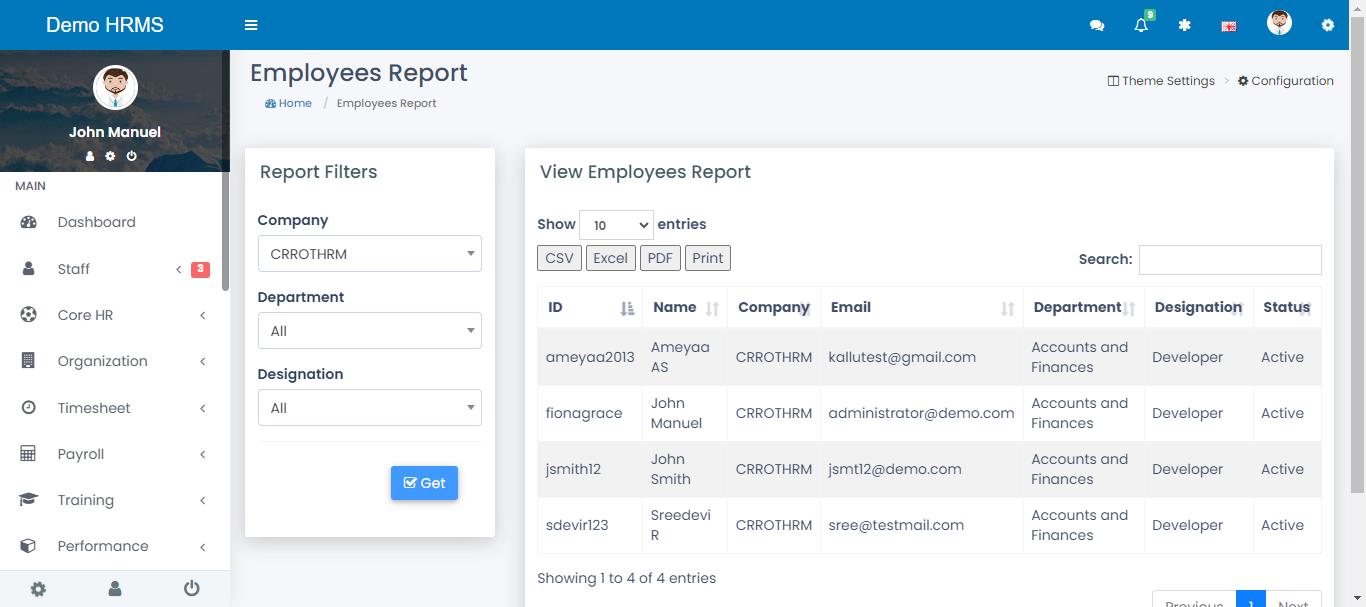 Demo HRMS
9
Employees Report
Home / Employees Report
Theme Settings > Configuration
John Manuel
MAIN
Dashboard
Staff 3
Core HR
Organization
Timesheet
Payroll
Training
Performance
Report Filters
Company
CRROTHRM
Department
All
Designation
All
Get
View Employees Report
Show 10 entries
CSV Excel PDF Print
Search:
ID Name Company Email Department Designation Status
ameyaa2013 Ameyaa AS CRROTHRM kallutest@gmail.com Accounts and Finances Developer Active
fionagrace John Manuel CRROTHRM administrator@demo.com Accounts and Finances Developer Active
jsmith12 John Smith CRROTHRM jsmt12@demo.com Accounts and Finances Developer Active
sdevir123 Sreedevi R CRROTHRM sree@testmail.com Accounts and Finances Developer Active
Showing 1 to 4 of 4 entries
Previous 1 Next